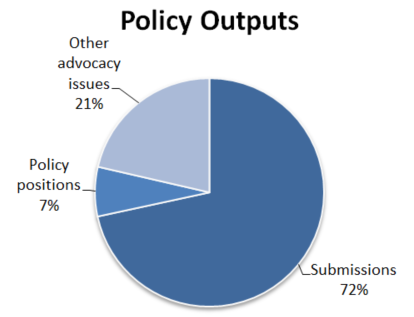 Policy Outputs
Other
advocacy
issues
21%
Policy
positions
7%
Submissions
72%